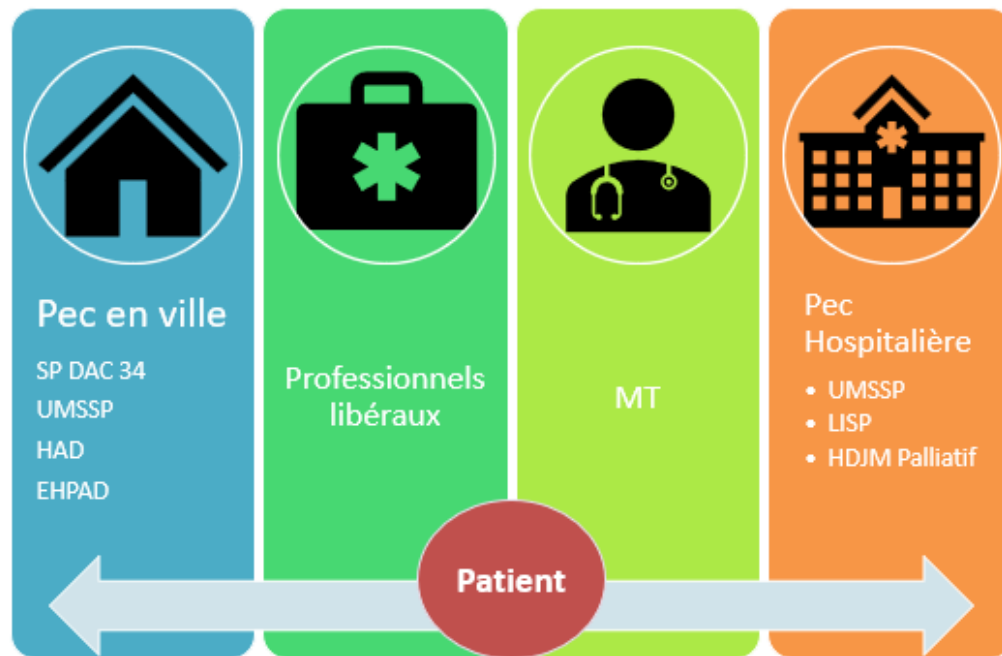 Pec en ville
SP DAC 34
UMSSP
HAD
EHPAD
Professionnels
libéraux
MT
Pec
Hospitalière
• UMSSP
• LISP
• HDJM Palliatif
Patient